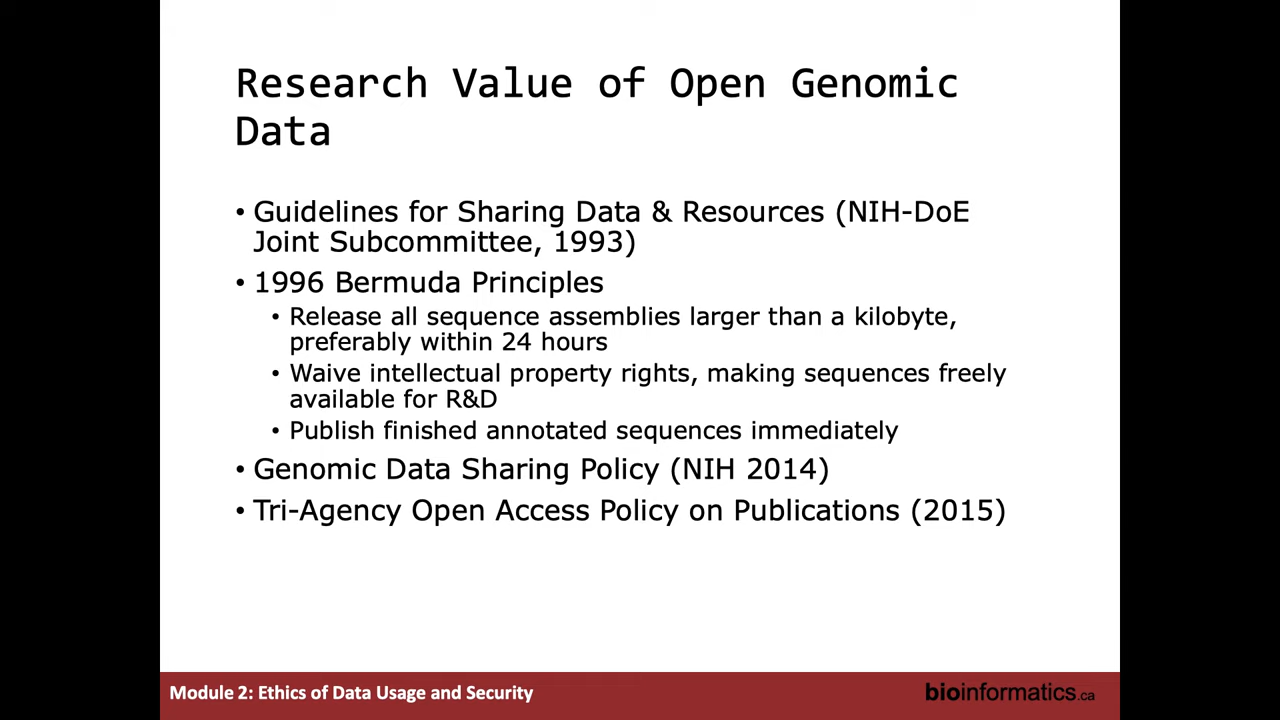 Research Value of Open Genomic
Data
• Guidelines for Sharing Data & Resources (NIH-DoE
Joint Subcommittee, 1993)
• 1996 Bermuda Principles
• Release all sequence assemblies larger than a kilobyte,
preferably within 24 hours
• Waive intellectual property rights, making sequences freely
available for R&D
• Publish finished annotated sequences immediately
• Genomic Data Sharing Policy (NIH 2014)
• Tri-Agency Open Access Policy on Publications (2015)
Module 2: Ethics of Data Usage and Security
bioinformatics.ca